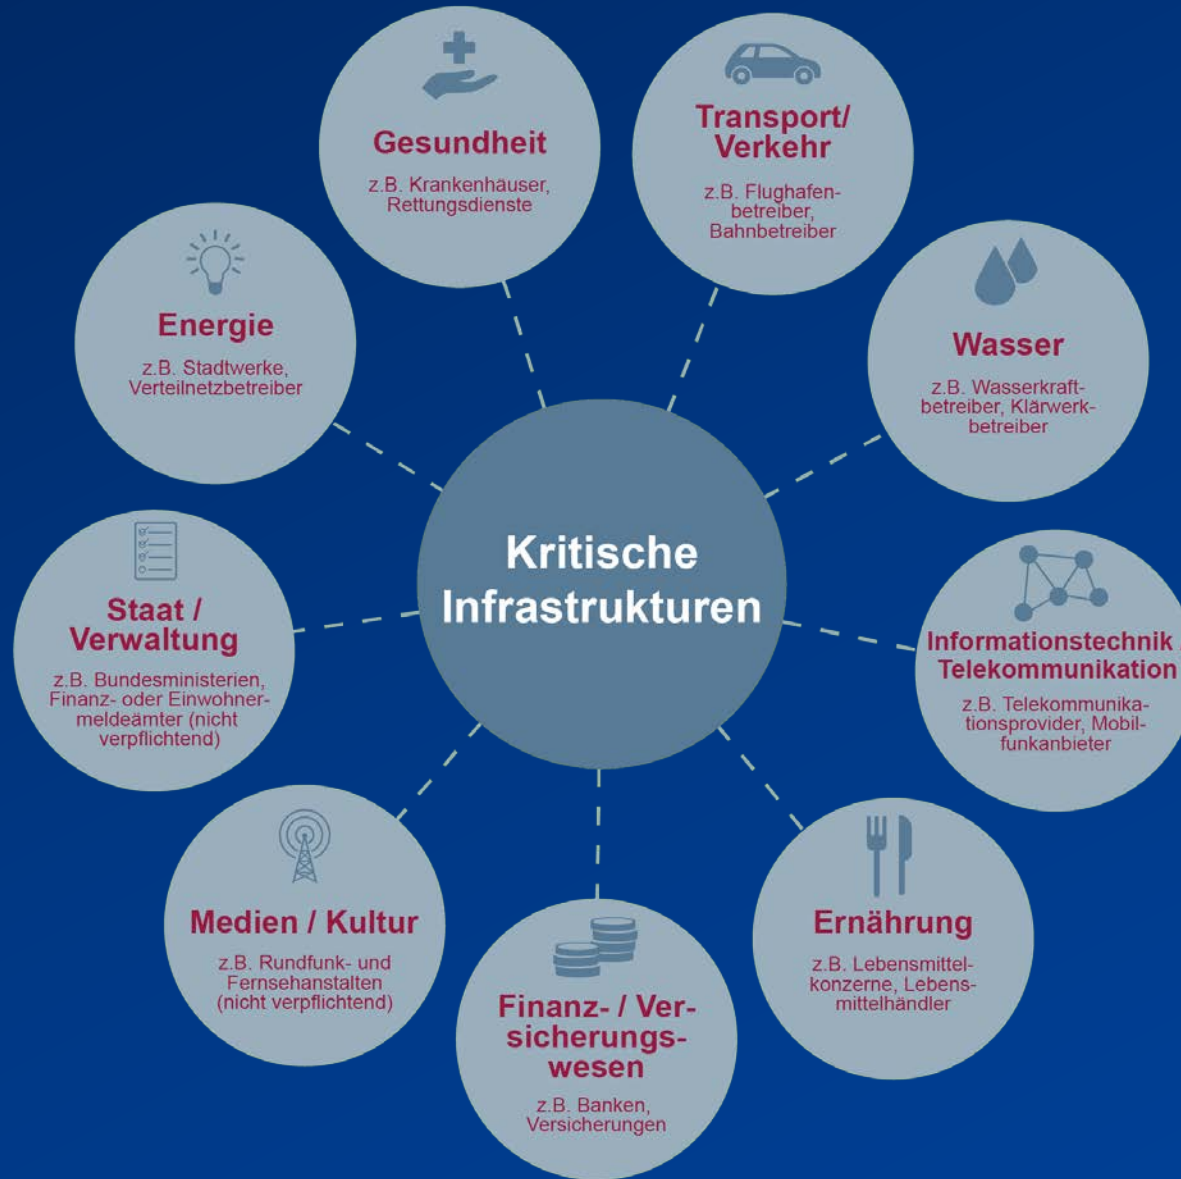 Gesundheit
z.B. Krankenhäuser,
Rettungsdienste
Transport/
Verkehr
z.B. Flughafen-
betreiber,
Bahnbetreiber
Energie
z.B. Stadtwerke,
Verteilnetzbetreiber
Wasser
z.B. Wasserkraft-
betreiber, Klärwerk-
betreiber
Kritische
Infrastrukturen
Staat /
Verwaltung
z.B. Bundesministerien,
Finanz- oder Einwohner-
meldeämter (nicht
verpflichtend)
Informationstechnik
Telekommunikation
z.B. Telekommunika-
tionsprovider, Mobil-
funkanbieter
Medien / Kultur
z.B. Rundfunk- und
Fernsehanstalten
(nicht verpflichtend)
Ernährung
z.B. Lebensmittel-
konzerne, Lebens-
mittelhändler
Finanz- / Ver-
sicherungs-
wesen
z.B. Banken,
Versicherungen